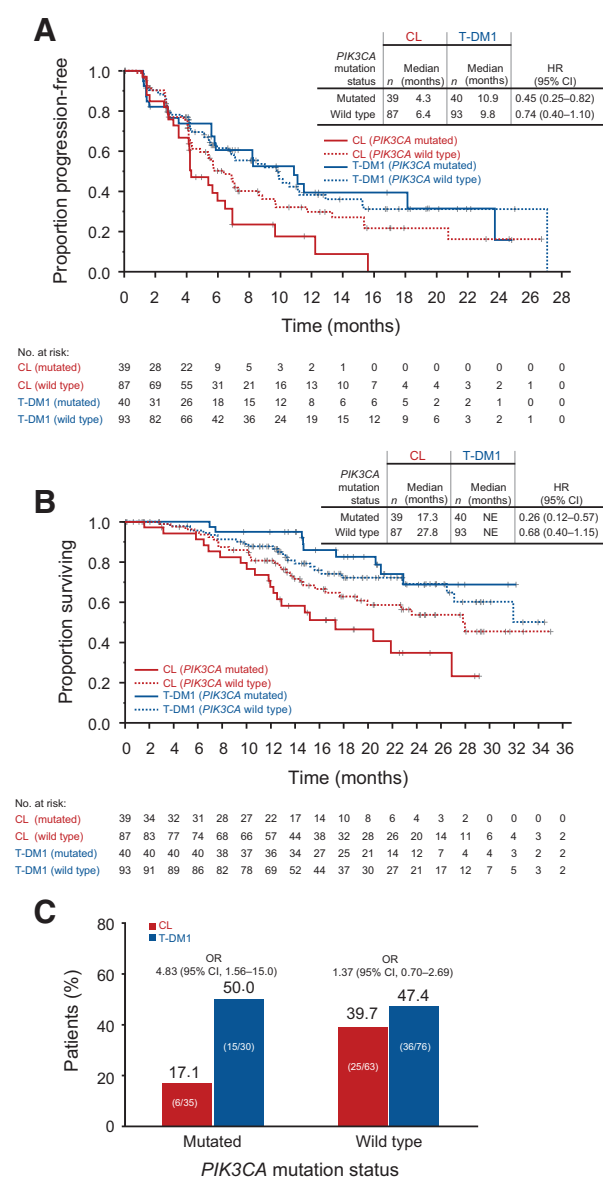 A
CL T-DM1
PIK3CA mutation status n Median (months) n Median (months) HR (95% CI)
Mutated 39 4.3 40 10.9 0.45 (0.25–0.82)
Wild type 87 6.4 93 9.8 0.74 (0.40–1.10)
CL (PIK3CA mutated)
CL (PIK3CA wild type)
T-DM1 (PIK3CA mutated)
T-DM1 (PIK3CA wild type)
Proportion progression-free
1.0
0.8
0.6
0.4
0.2
0.0
0 2 4 6 8 10 12 14 16 18 20 22 24 26 28
Time (months)
No. at risk:
CL (mutated) 39 28 22 9 5 3 2 1 0 0 0 0 0 0 0
CL (wild type) 87 69 55 31 21 16 13 10 7 4 4 3 2 1 0
T-DM1 (mutated) 40 31 26 18 15 12 8 6 6 5 2 2 1 0 0
T-DM1 (wild type) 93 82 66 42 36 24 19 15 12 9 6 3 2 1 0
B
CL T-DM1
PIK3CA mutation status n Median (months) n Median (months) HR (95% CI)
Mutated 39 17.3 40 NE 0.26 (0.12–0.57)
Wild type 87 27.8 93 NE 0.68 (0.40–1.15)
Proportion surviving
1.0
0.8
0.6
0.4
0.2
0.0
CL (PIK3CA mutated)
CL (PIK3CA wild type)
T-DM1 (PIK3CA mutated)
T-DM1 (PIK3CA wild type)
0 2 4 6 8 10 12 14 16 18 20 22 24 26 28 30 32 34 36
Time (months)
No. at risk:
CL (mutated) 39 34 32 31 28 27 22 17 14 10 8 6 4 3 2 0 0 0 0
CL (wild type) 87 83 77 74 68 66 57 44 38 32 28 26 20 14 11 6 4 3 2
T-DM1 (mutated) 40 40 40 40 38 37 36 34 27 25 21 14 12 7 4 4 3 2 2
T-DM1 (wild type) 93 91 89 86 82 78 69 52 44 37 30 27 21 17 12 7 5 3 2
C
CL
T-DM1
Patients (%)
80
60
40
20
0
OR
4.83 (95% CI, 1.56–15.0)
50.0
17.1
(15/30)
(6/35)
OR
1.37 (95% CI, 0.70–2.69)
47.4
39.7
(36/76)
(25/63)
Mutated Wild type
PIK3CA mutation status